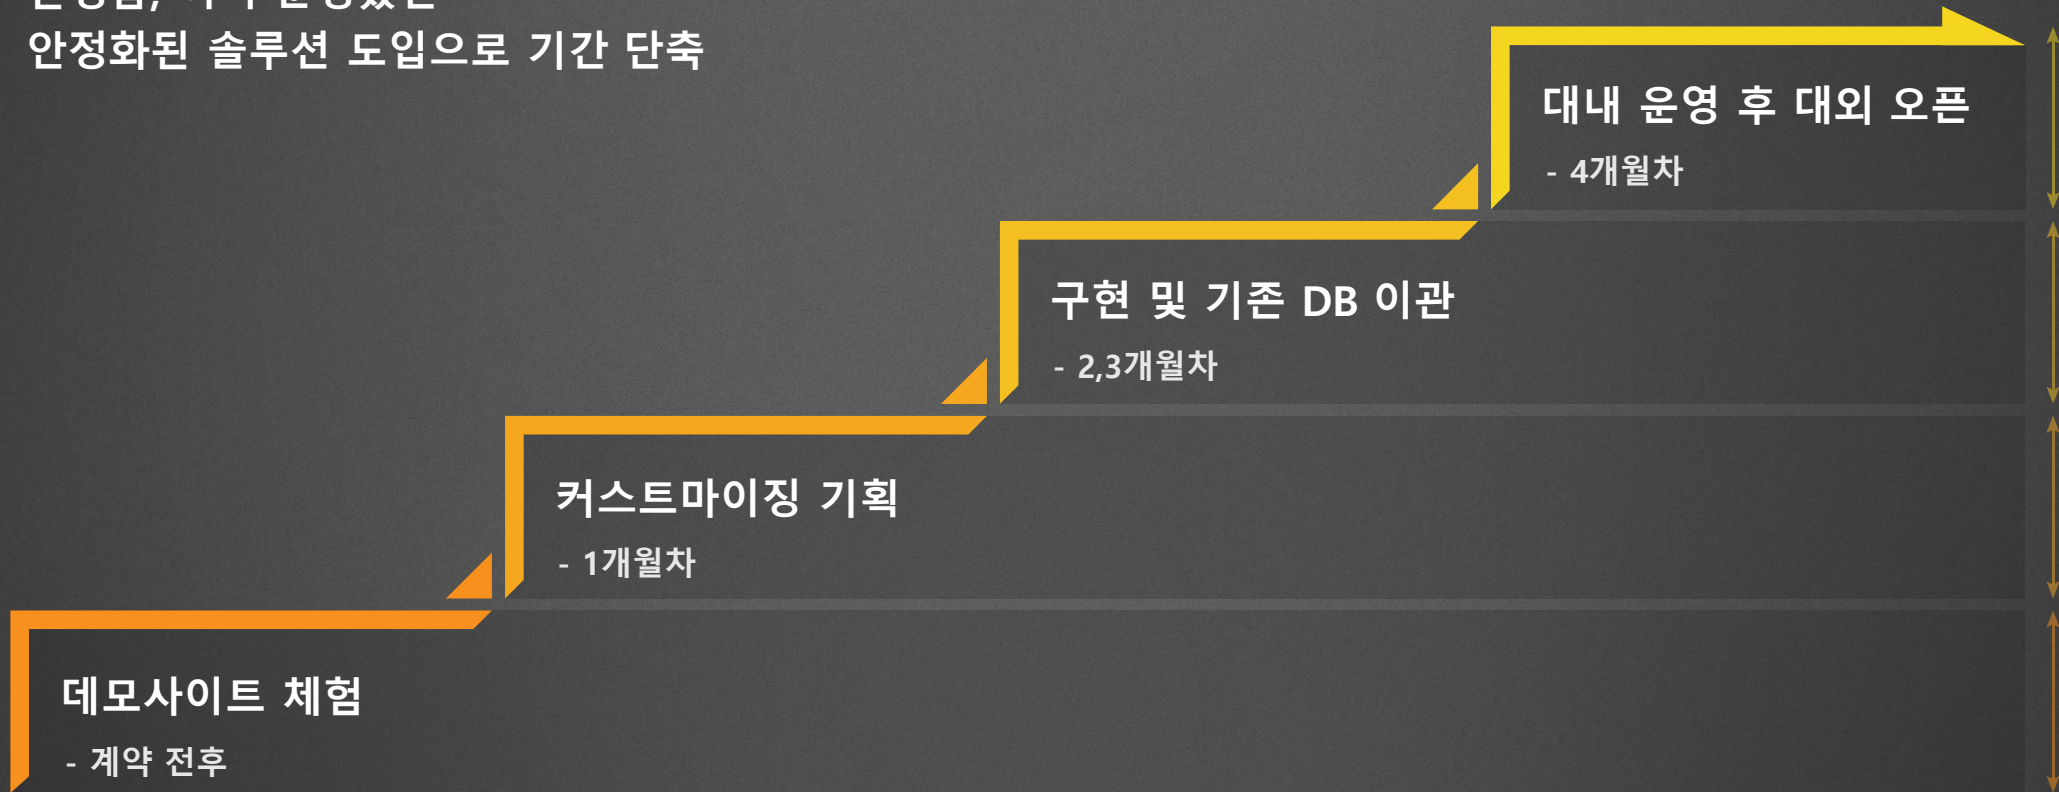 안정화된 솔루션 도입으로 기간 단축
대내 운영 후 대외 오픈
- 4개월차
구현 및 기존 DB 이관
- 2,3개월차
커스트마이징 기획
- 1개월차
데모사이트 체험
- 계약 전후